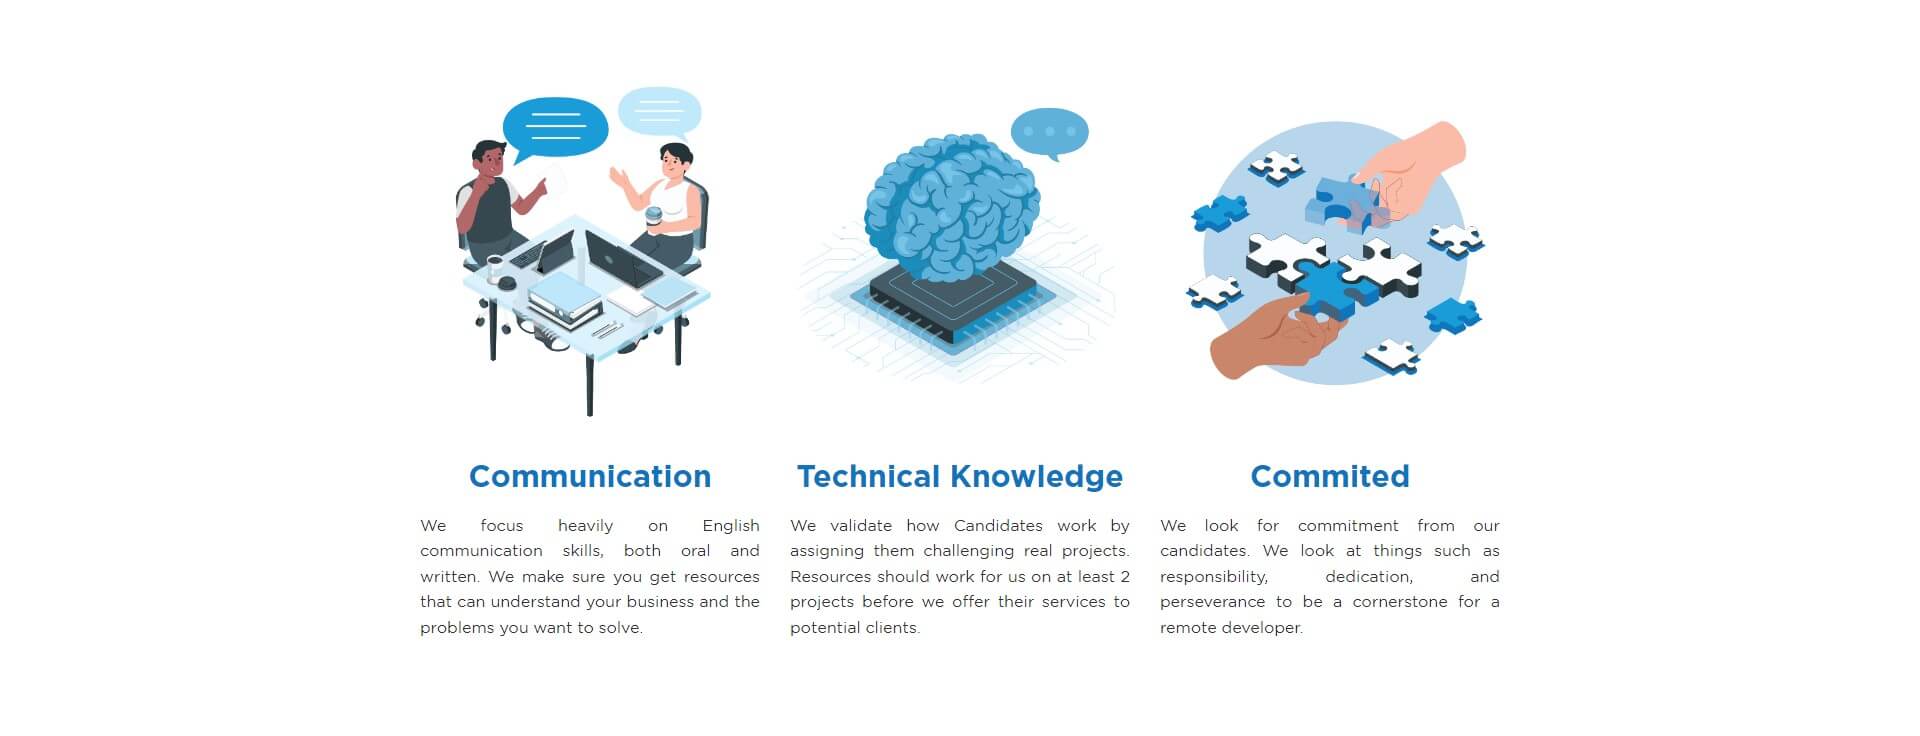 Communication
We focus heavily on English
communication skills, both oral and
written. We make sure you get resources
that can understand your business and the
problems you want to solve.
Technical Knowledge
We validate how Candidates work by
assigning them challenging real projects.
Resources should work for us on at least 2
projects before we offer their services to
potential clients.
Commited
We look for commitment from our
candidates. We look at things such as
responsibility, dedication, and
perseverance to be a cornerstone for a
remote developer.